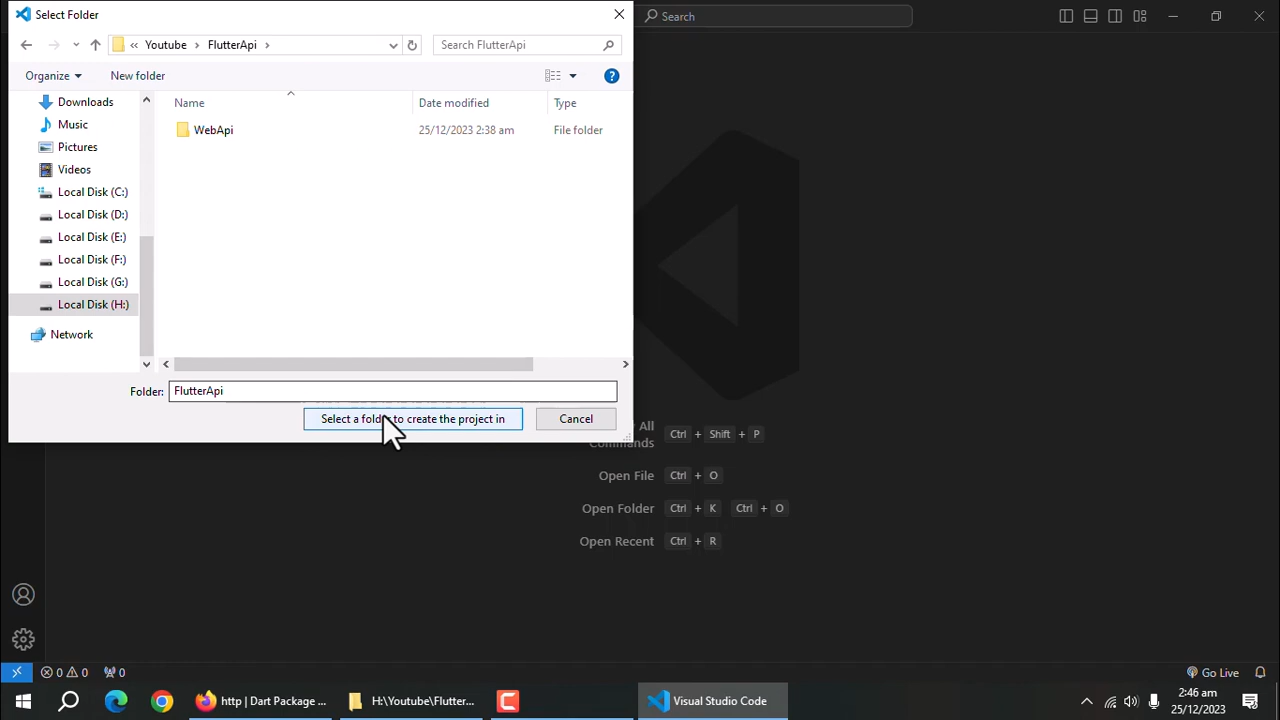 Select Folder
Search
« Youtube > FlutterApi >
Search FlutterApi
Organize
New folder
Name
Date modified
Type
Downloads
Music
Pictures
Videos
Local Disk (C:)
Local Disk (D:)
Local Disk (E:)
Local Disk (F:)
Local Disk (G:)
Local Disk (H:)
Network
WebApi
25/12/2023 2:38 am
File folder
Folder: FlutterApi
Select a folder to create the project in
Cancel
All
Commands
Ctrl + Shift + P
Open File Ctrl + O
Open Folder Ctrl + K Ctrl + O
Open Recent Ctrl + R
0 0 0
Go Live
http | Dart Package ...
H:\Youtube\Flutter...
Visual Studio Code
2:46 am
25/12/2023